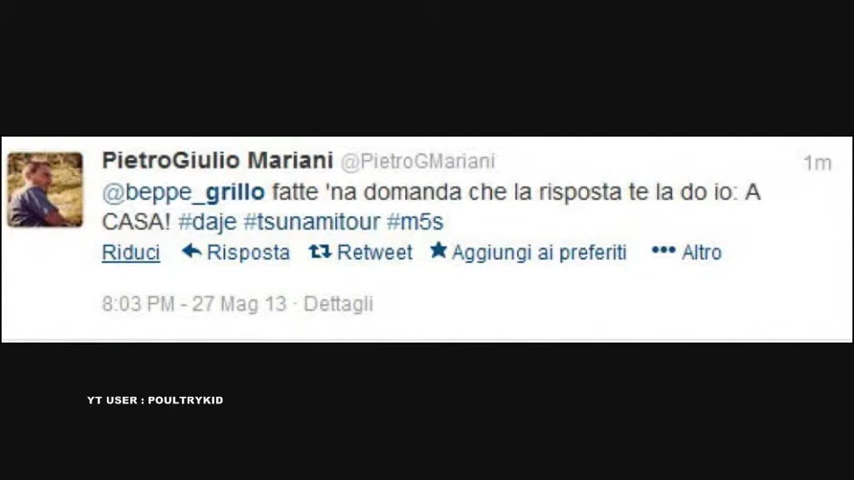 PietroGiulio Mariani @PietroGMariani 1m
@beppe_grillo fatte 'na domanda che la risposta te la do io: A
CASA! #daje #tsunamitour #m5s
Riduci Risposta Retweet Aggiungi ai preferiti Altro
8:03 PM - 27 Mag 13 · Dettagli
YT USER : POULTRYKID